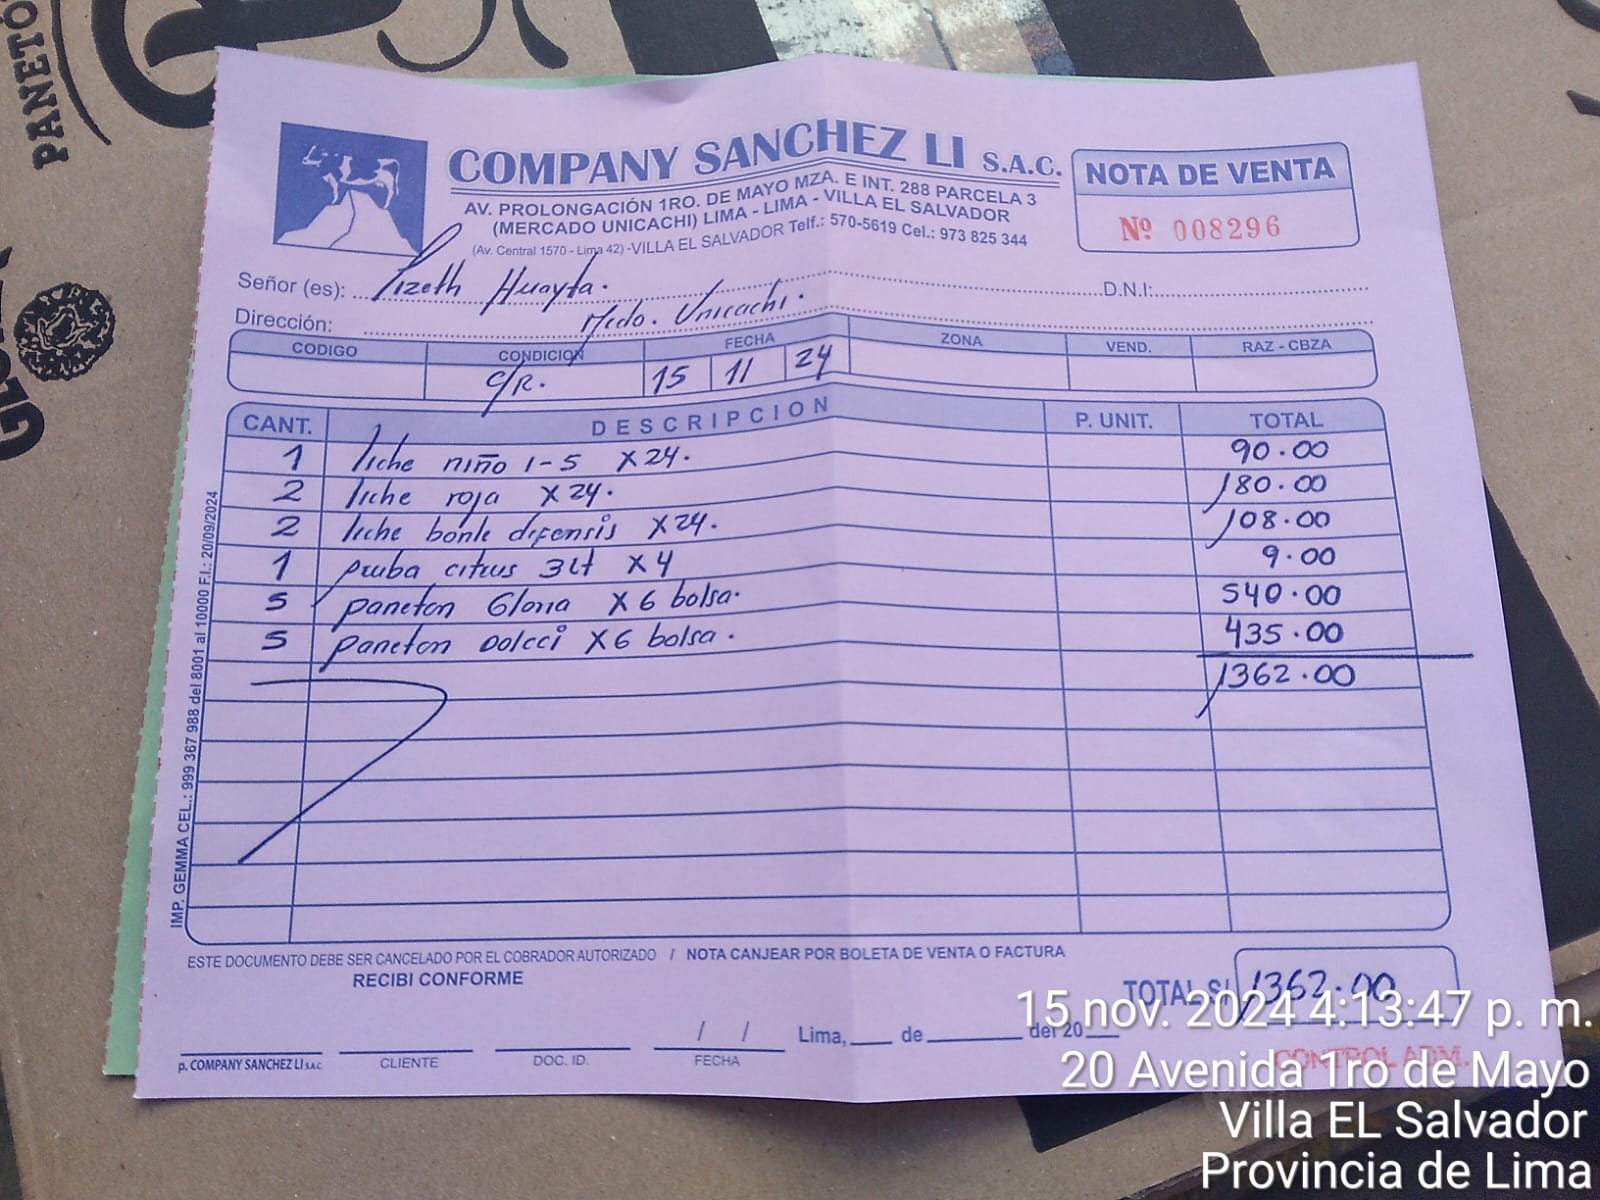 PANETÓ
COMPANY SANCHEZ LI S.A.C.
AV. PROLONGACIÓN 1RO. DE MAYO MZA. E INT. 288 PARCELA 3
(MERCADO UNICACHI) LIMA - LIMA - VILLA EL SALVADOR
(Av. Central 1570 - Lima 42) -VILLA EL SALVADOR Telf.: 570-5619 Cel.: 973 825 344
NOTA DE VENTA
Nº 008296
Señor (es): Lizeth Huayta. D.N.I:
Dirección: Mcdo. Unicachi.
CODIGO CONDICION FECHA ZONA VEND. RAZ - CBZA
C/R. 15 11 24
CANT. DESCRIPCION P. UNIT. TOTAL
1 leche niño 1-5 X24. 90.00
2 leche roja X24. 180.00
2 leche bonle difensis X24. 108.00
1 pruba citrus 3Lt X4 9.00
5 paneton Gloria X6 bolsa. 540.00
5 paneton Dolcci X6 bolsa. 435.00
1362.00
IMP. GEMMA CEL.: 999 367 988 del 8001 al 10000 F.I.: 20/09/2024
ESTE DOCUMENTO DEBE SER CANCELADO POR EL COBRADOR AUTORIZADO / NOTA CANJEAR POR BOLETA DE VENTA O FACTURA
RECIBI CONFORME
TOTAL S/ 1362.00
/ / Lima, ___ de ________ del 20__
p. COMPANY SANCHEZ LI S.A.C. CLIENTE DOC. ID. FECHA
CONTROL ADM.
15 nov. 2024 4:13:47 p. m.
20 Avenida 1ro de Mayo
Villa EL Salvador
Provincia de Lima